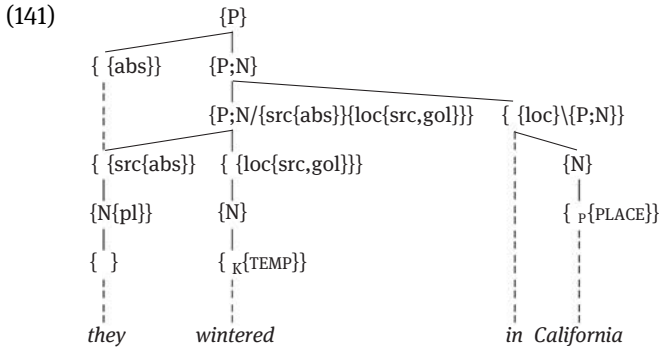 (141) {P}
{ {abs}} {P;N}
{P;N/{src{abs}}{loc{src,gol}}} { {loc}\{P;N}}
{ {src{abs}} { {loc{src,gol}}} {N}
{N{pl}} {N} { P{PLACE}}
{ } { K{TEMP}}
they wintered in California